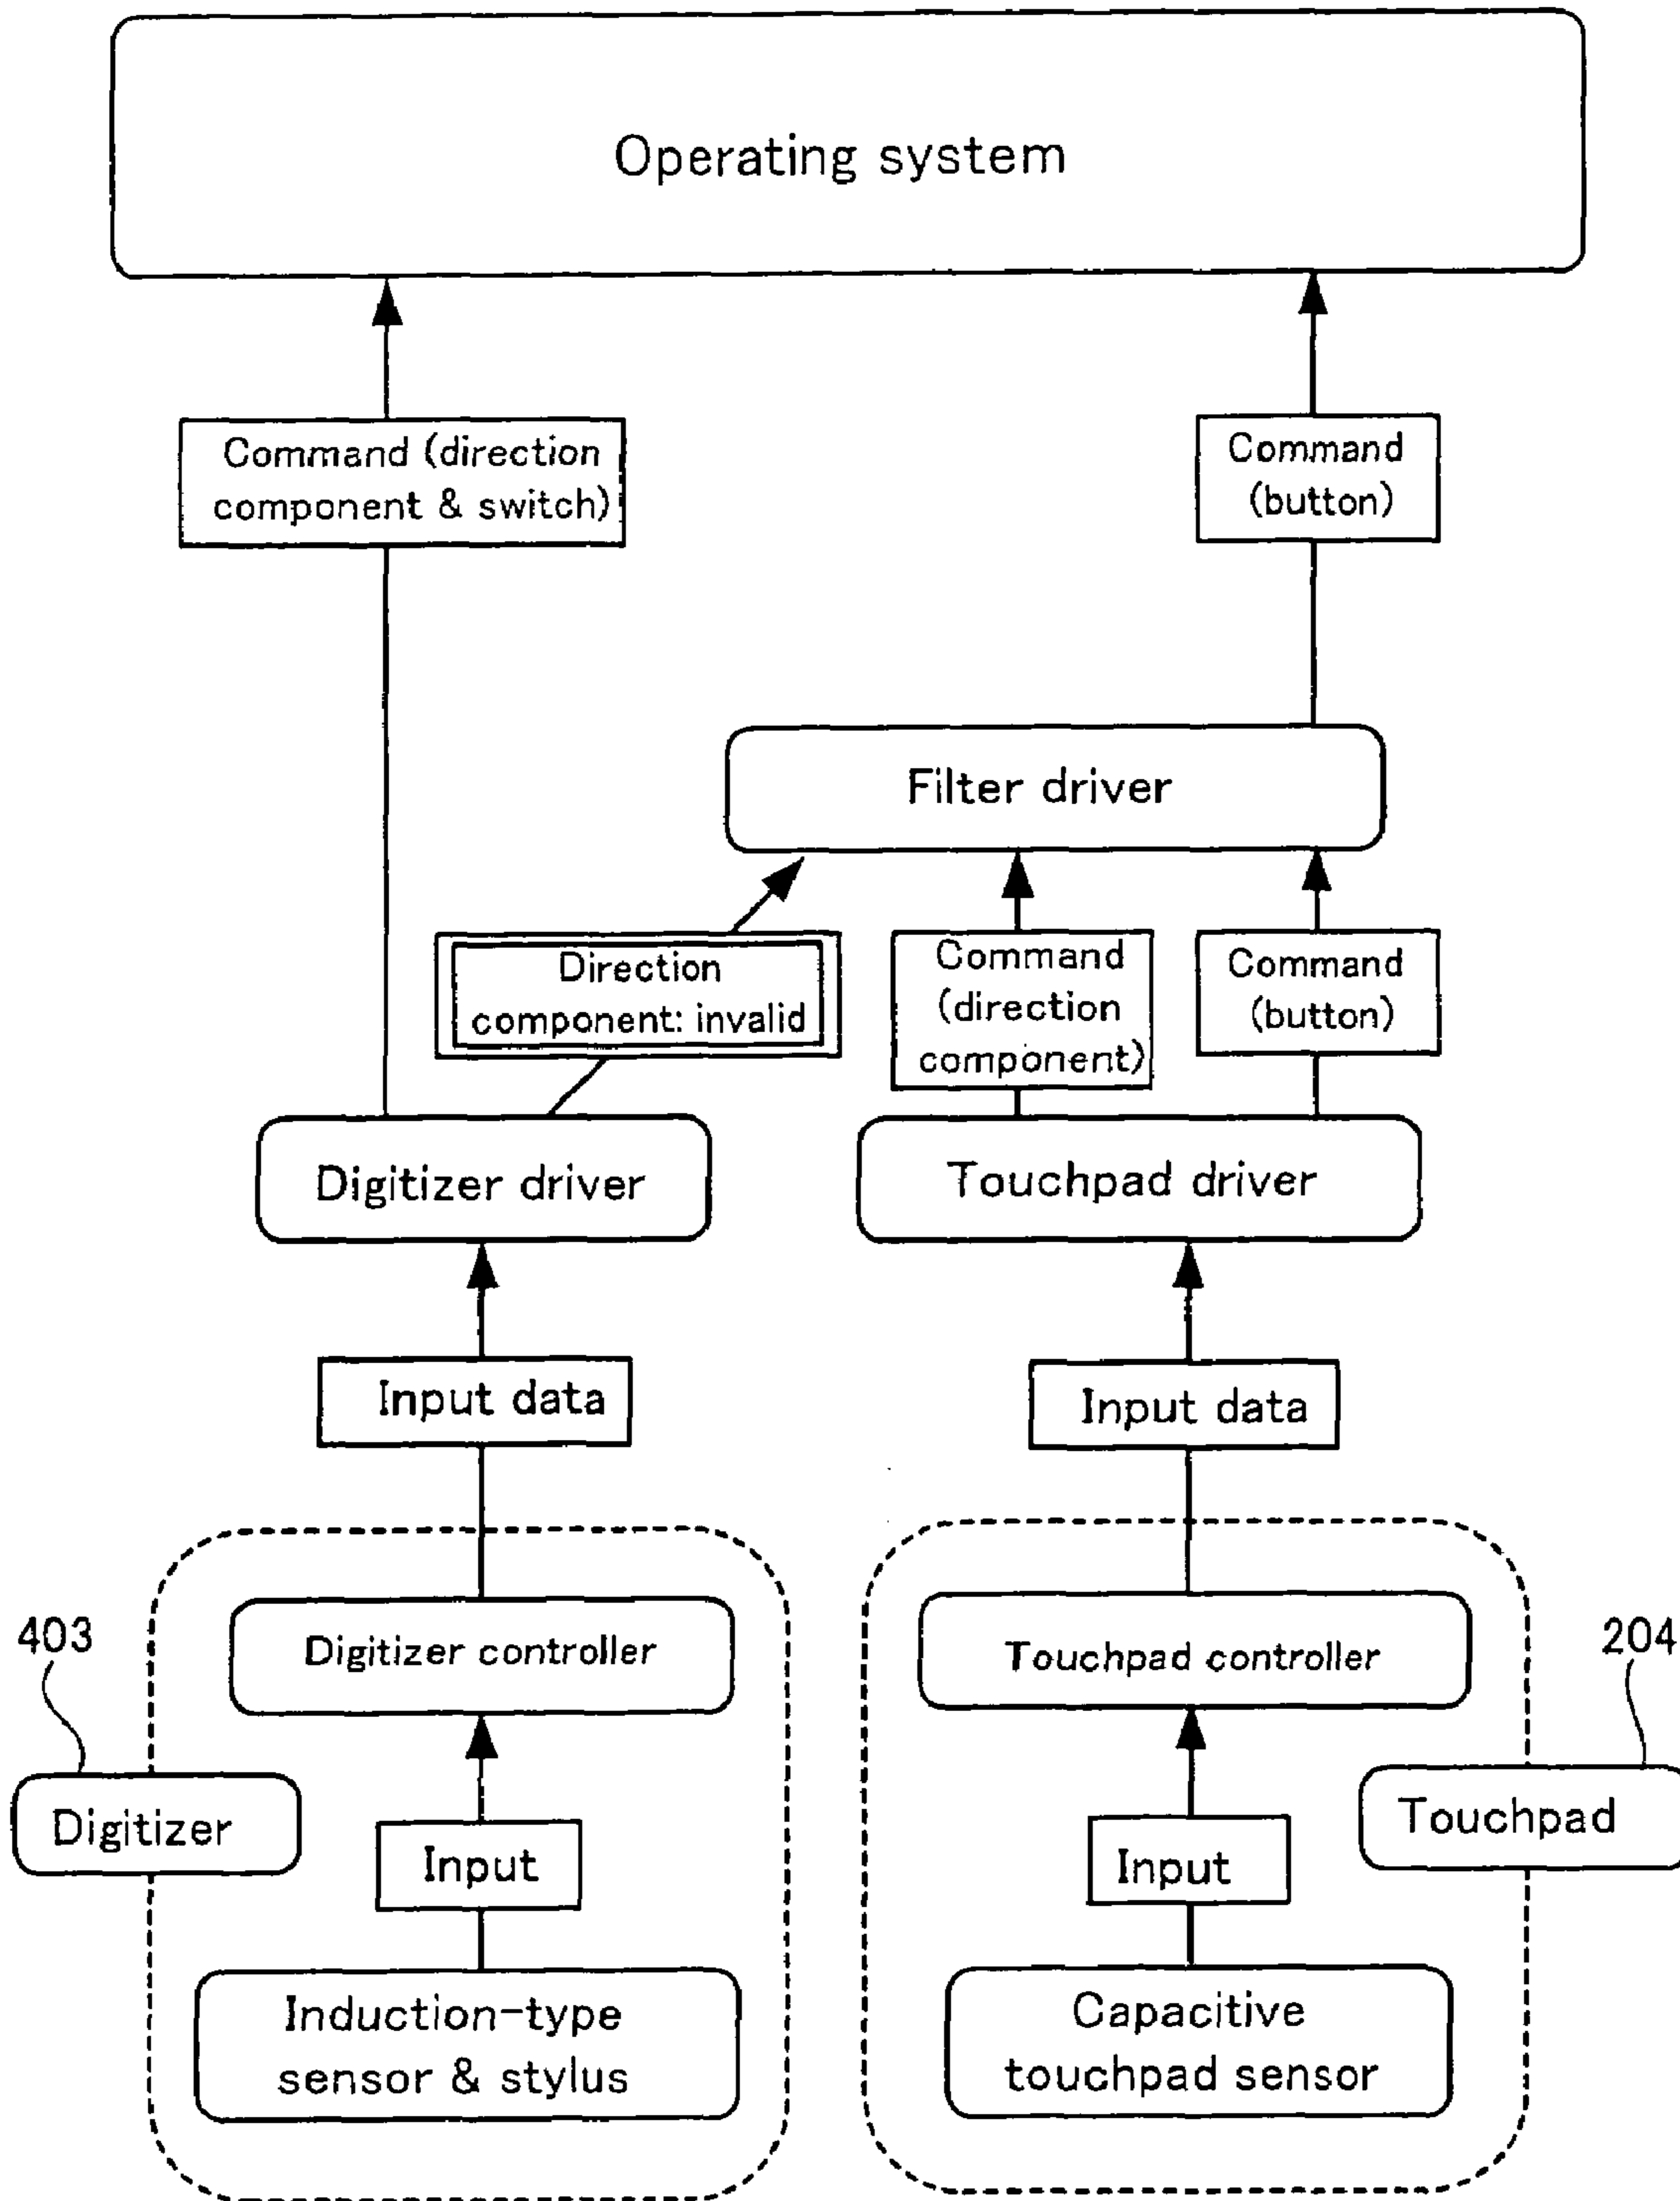 Operating system
Command (direction
component & switch)
Command
(button)
Filter driver
Direction
component: invalid
Command
(direction
component)
Command
(button)
Digitizer driver
Touchpad driver
Input data
Input data
403
Digitizer controller
Touchpad controller
204
Digitizer
Input
Input
Touchpad
Induction-type
sensor & stylus
Capacitive
touchpad sensor